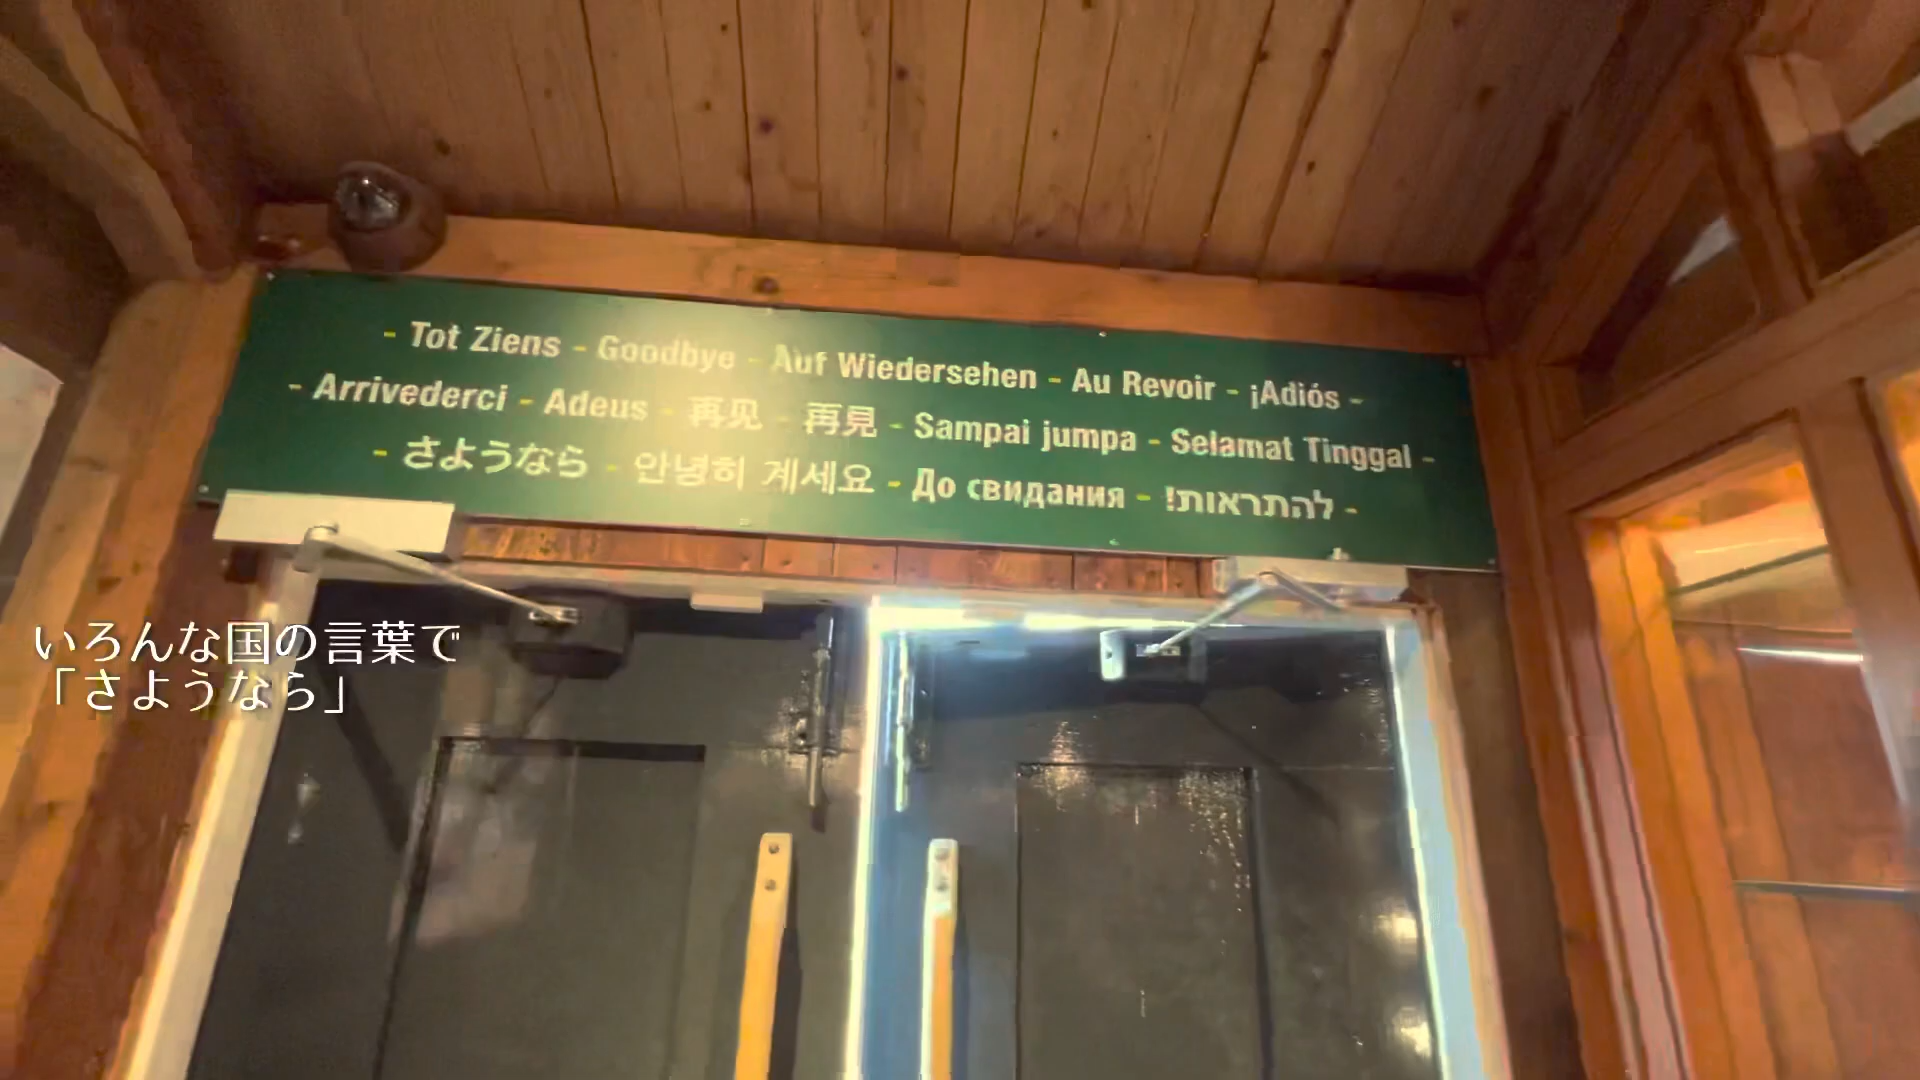 - Tot Ziens - Goodbye - Auf Wiedersehen - Au Revoir - ¡Adiós -
- Arrivederci - Adeus - 再见 - 再見 - Sampai jumpa - Selamat Tinggal -
- さようなら - 안녕히 계세요 - До свидания - להתראות! -
いろんな国の言葉で
「さようなら」